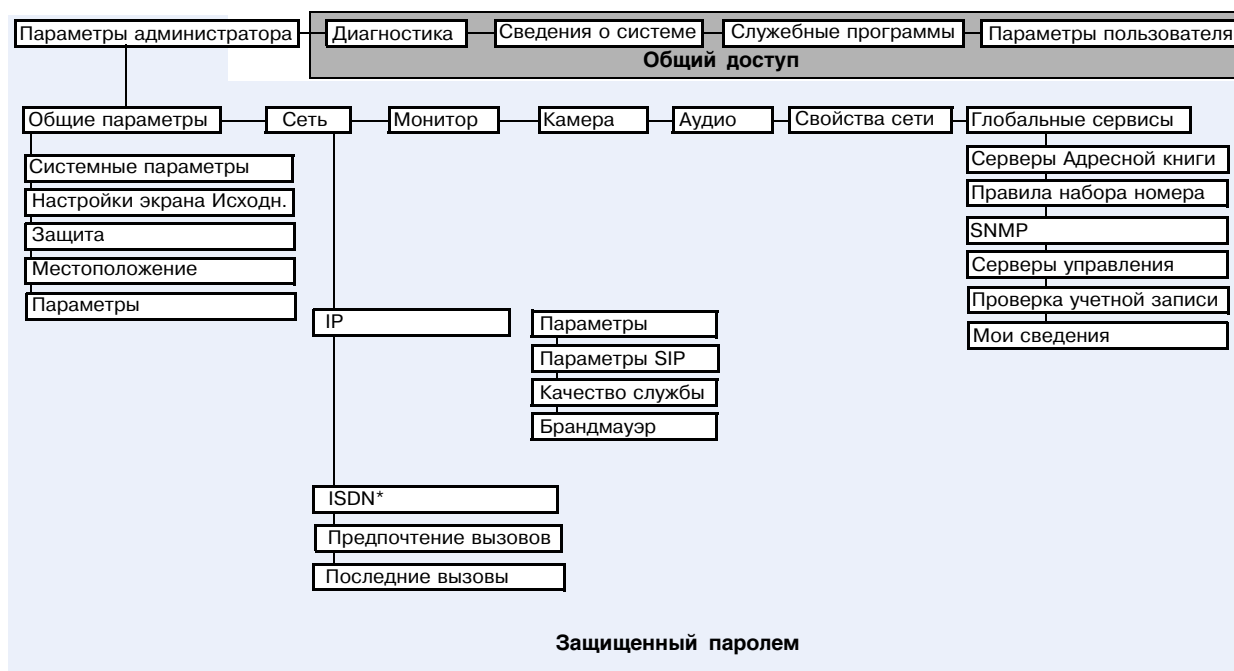 Параметры администратора
Диагностика
Сведения о системе
Служебные программы
Параметры пользователя
Общий доступ
Общие параметры
Сеть
Монитор
Камера
Аудио
Свойства сети
Глобальные сервисы
Системные параметры
Настройки экрана Исходн.
Защита
Местоположение
Параметры
Серверы Адресной книги
Правила набора номера
SNMP
Серверы управления
Проверка учетной записи
Мои сведения
IP
Параметры
Параметры SIP
Качество службы
Брандмауэр
ISDN*
Предпочтение вызовов
Последние вызовы
Защищенный паролем